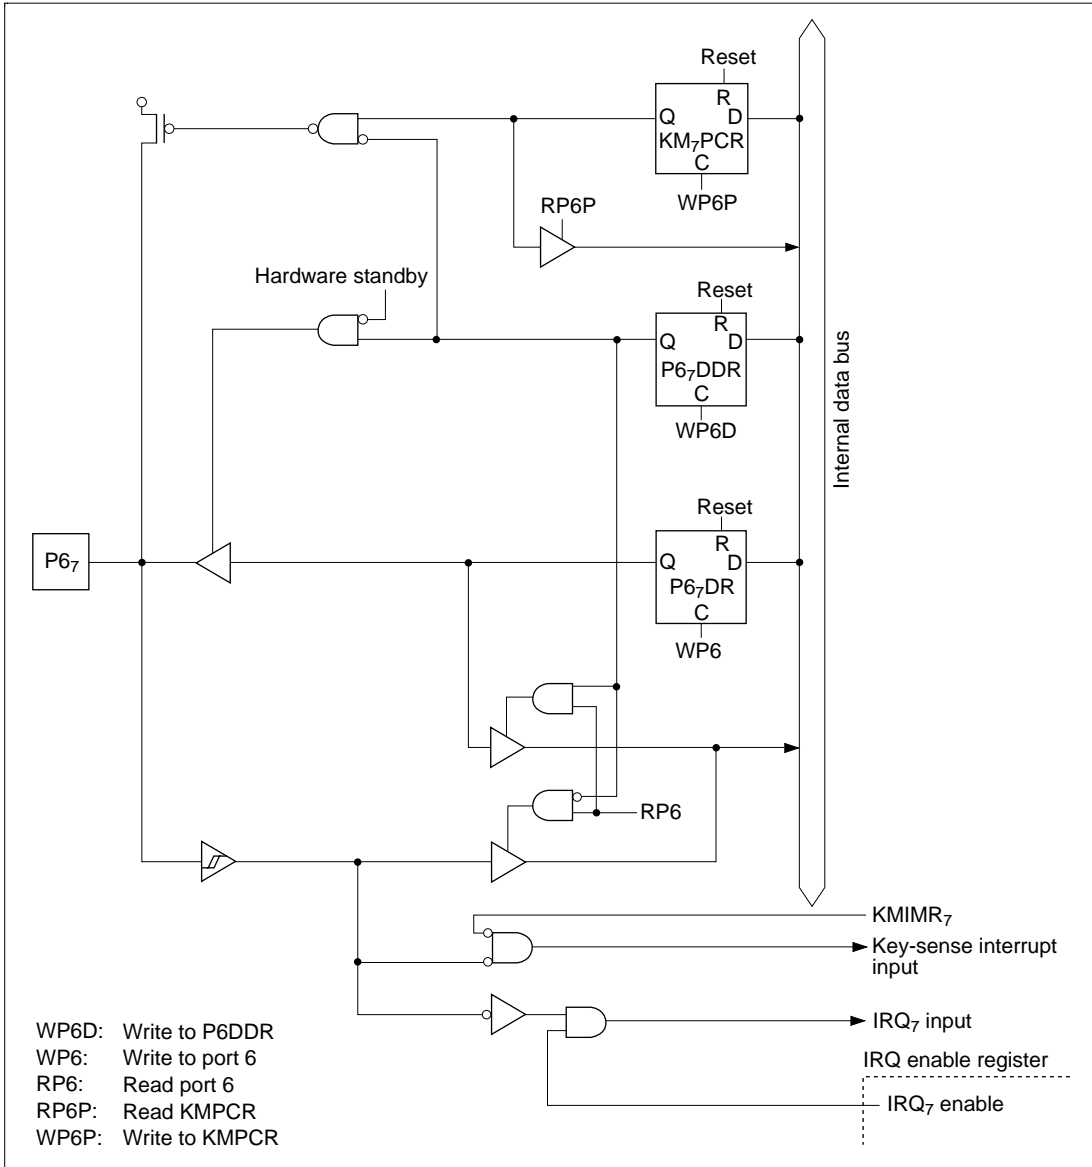 Reset
R
Q D
KM₇PCR
C
WP6P
RP6P
Hardware standby
Reset
R
Q D
P6₇DDR
C
WP6D
Internal data bus
Reset
R
Q D
P6₇DR
C
WP6
P6₇
RP6
KMIMR₇
Key-sense interrupt
input
IRQ₇ input
IRQ enable register
IRQ₇ enable
WP6D: Write to P6DDR
WP6: Write to port 6
RP6: Read port 6
RP6P: Read KMPCR
WP6P: Write to KMPCR